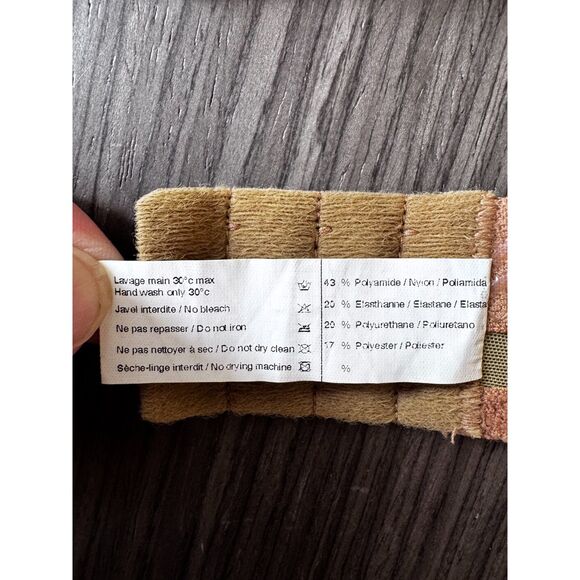 Lavage main 30°c max
Hand wash only 30°c
Javel interdite / No bleach
Ne pas repasser / Do not iron
Ne pas nettoyer à sec / Do not dry clean
Sèche-linge interdit / No drying machine
43 % Polyamide / Nylon / Poliamida
20 % Elasthanne / Elastane / Elasta
20 % Polyurethane / Poliuretano
17 % Polyester / Poliester
%